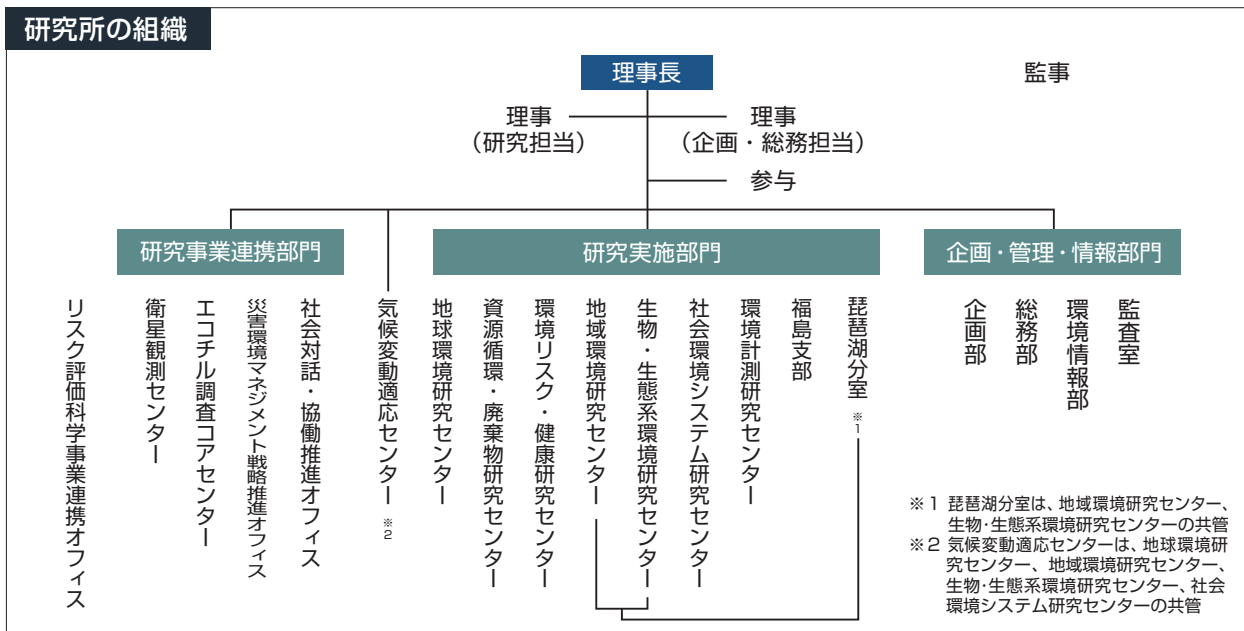 研究所の組織
理事長
監事
理事
(研究担当)
理事
(企画・総務担当)
参与
研究事業連携部門
研究実施部門
企画・管理・情報部門
リスク評価科学事業連携オフィス
衛星観測センター
エコチル調査コアセンター
災害環境マネジメント戦略推進オフィス
社会対話・協働推進オフィス
気候変動適応センター ※2
地球環境研究センター
資源循環・廃棄物研究センター
環境リスク・健康研究センター
地域環境研究センター
生物・生態系環境研究センター
社会環境システム研究センター
環境計測研究センター
福島支部
琵琶湖分室 ※1
企画部
総務部
環境情報部
監査室
※1 琵琶湖分室は、地域環境研究センター、
生物・生態系環境研究センターの共管
※2 気候変動適応センターは、地球環境研
究センター、地域環境研究センター、
生物・生態系環境研究センター、社会
環境システム研究センターの共管